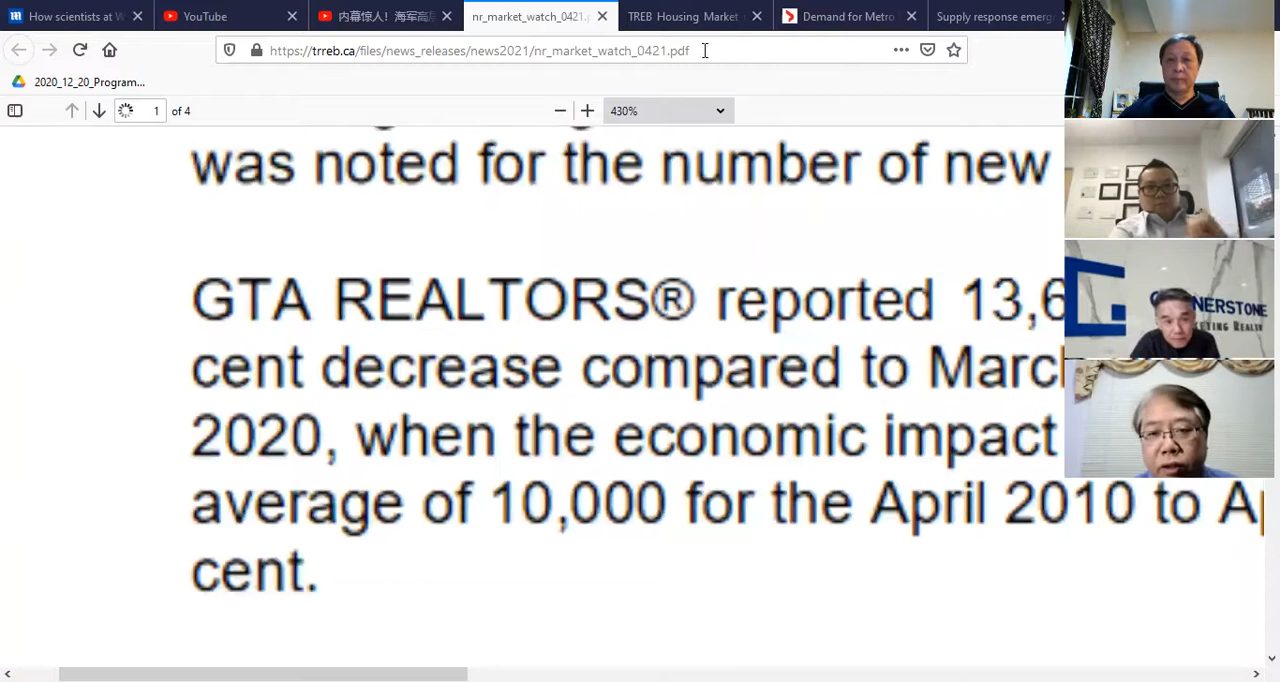 How scientists at W
YouTube
内幕惊人！海军高层
nr_market_watch_0421.p
TREB Housing Market
Demand for Metro
Supply response emerg
https://trreb.ca/files/news_releases/news2021/nr_market_watch_0421.pdf
2020_12_20_Program...
1 of 4
430%
was noted for the number of new
GTA REALTORS® reported 13,6
cent decrease compared to March
2020, when the economic impact
average of 10,000 for the April 2010 to Ap
cent.
NERSTONE